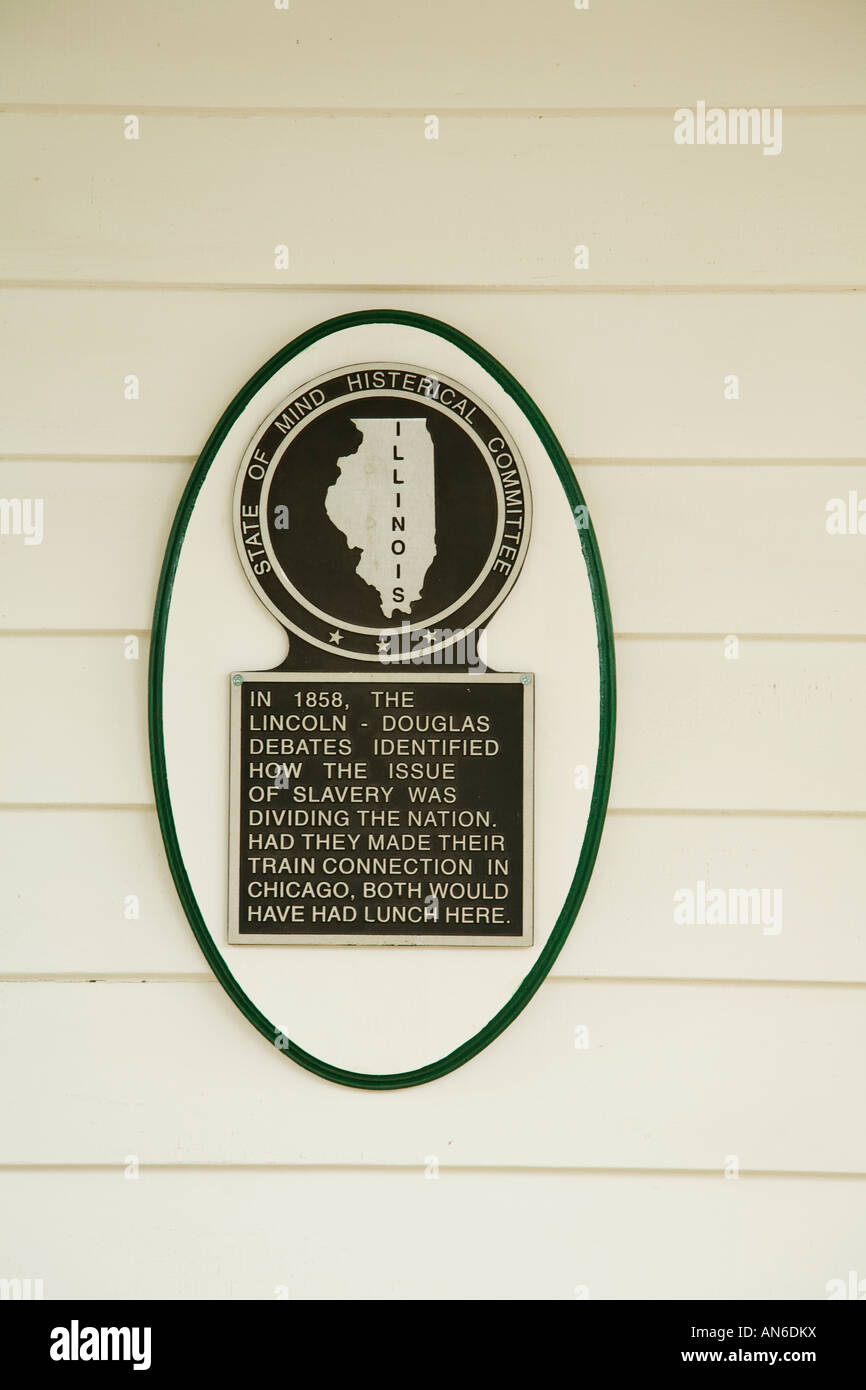 STATE OF MIND HISTERICAL COMMITTEE
ILLINOIS
IN 1858, THE
LINCOLN - DOUGLAS
DEBATES IDENTIFIED
HOW THE ISSUE
OF SLAVERY WAS
DIVIDING THE NATION.
HAD THEY MADE THEIR
TRAIN CONNECTION IN
CHICAGO, BOTH WOULD
HAVE HAD LUNCH HERE.
alamy
alamy
alamy
Image ID: AN6DKX
www.alamy.com